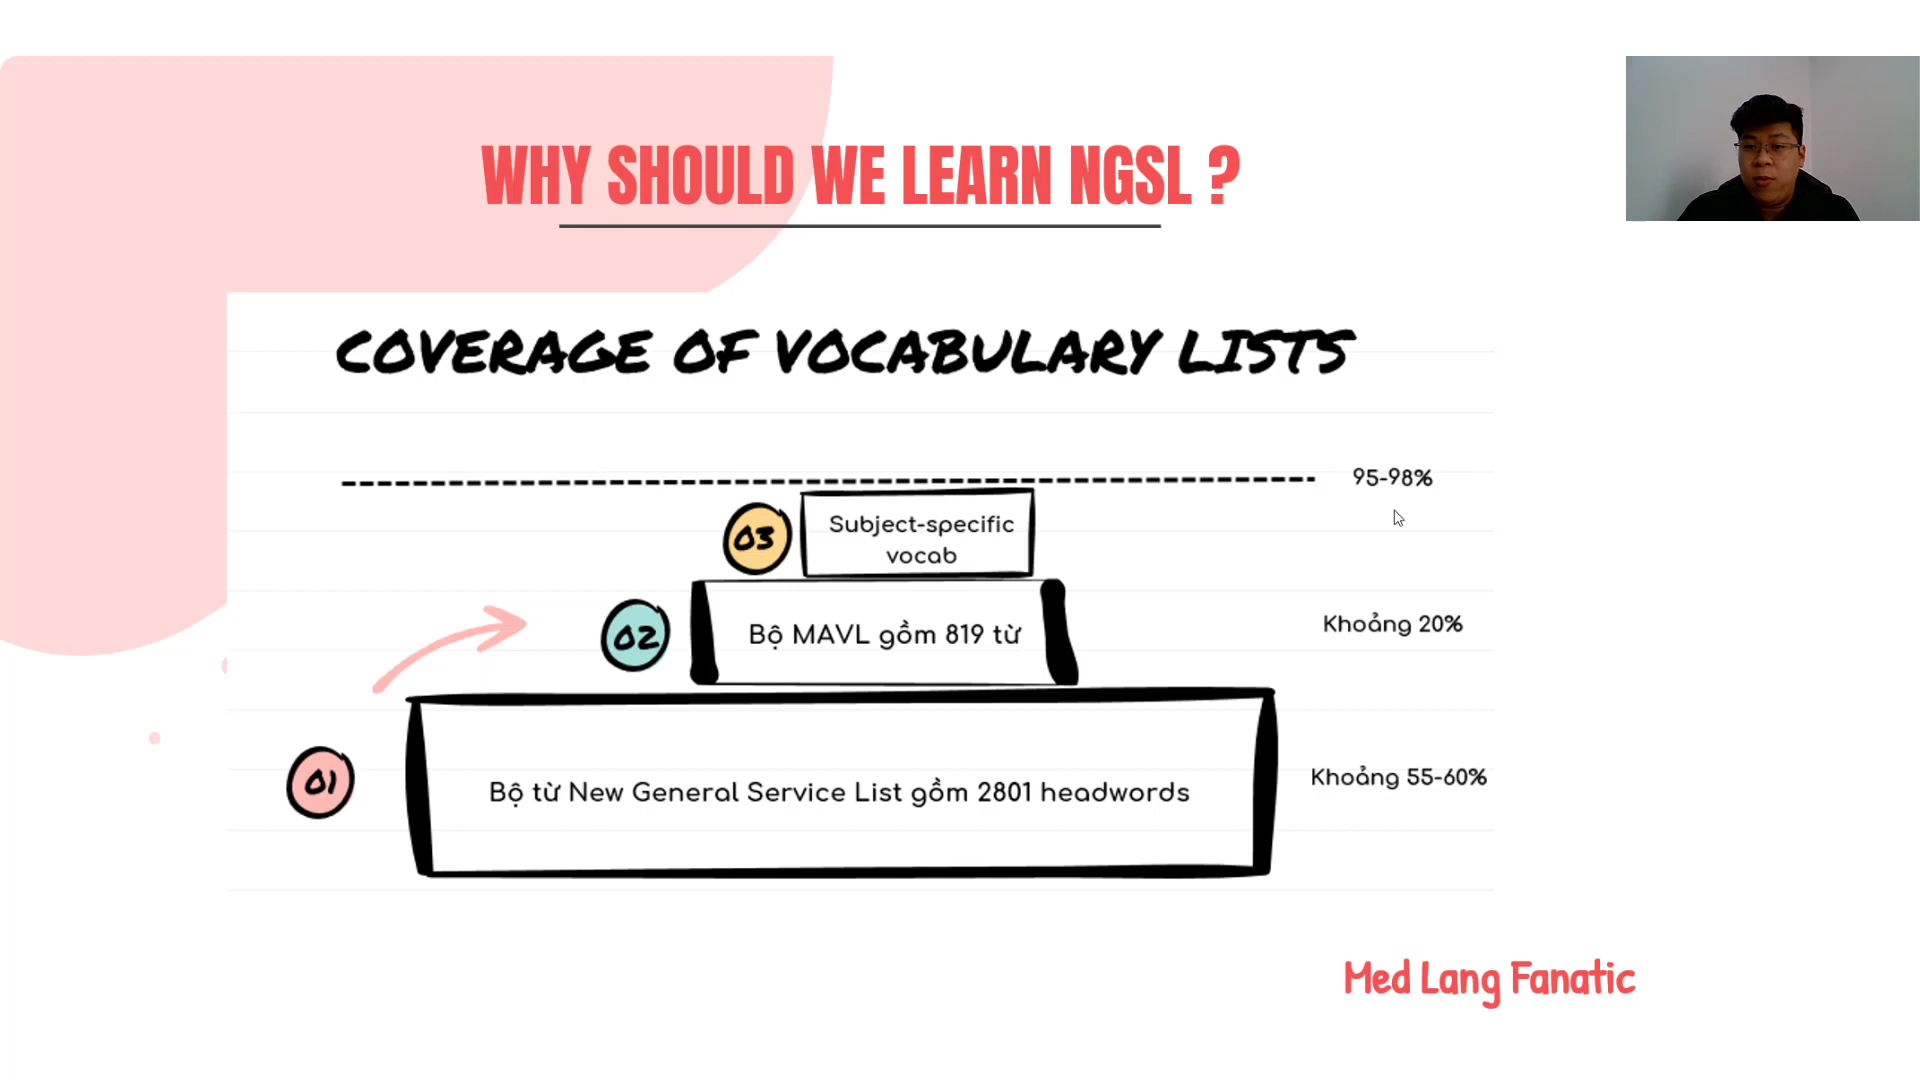 WHY SHOULD WE LEARN NGSL ?
COVERAGE OF VOCABULARY LISTS
95-98%
03
Subject-specific
vocab
02
Bộ MAVL gồm 819 từ
Khoảng 20%
01
Bộ từ New General Service List gồm 2801 headwords
Khoảng 55-60%
Med Lang Fanatic